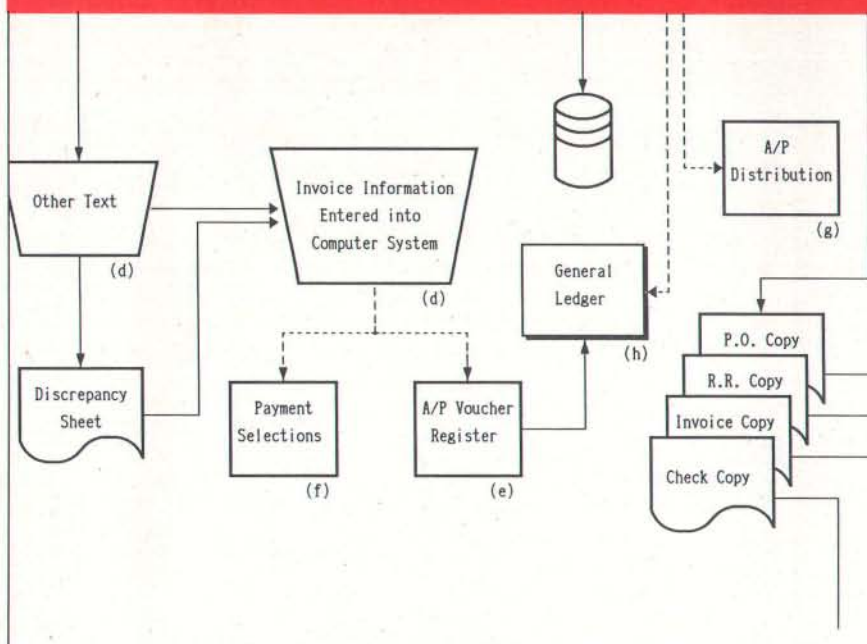 Other Text
(d)
Invoice Information
Entered into
Computer System
(d)
A/P
Distribution
(g)
General
Ledger
(h)
Discrepancy
Sheet
Payment
Selections
(f)
A/P Voucher
Register
(e)
P.O. Copy
R.R. Copy
Invoice Copy
Check Copy